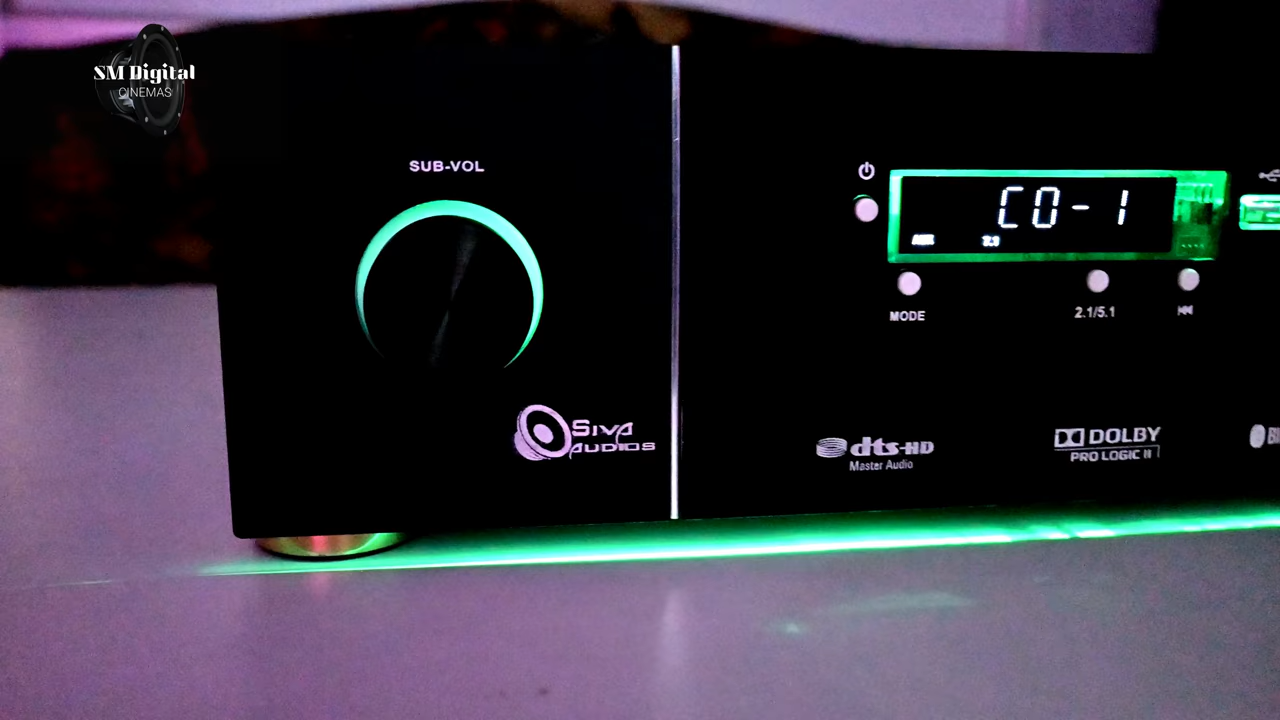 SM Digital
CINEMAS
SUB-VOL
CO-1
MODE
2.1/5.1
SIVA
AUDIOS
dts-HD
Master Audio
DOLBY
PRO LOGIC II